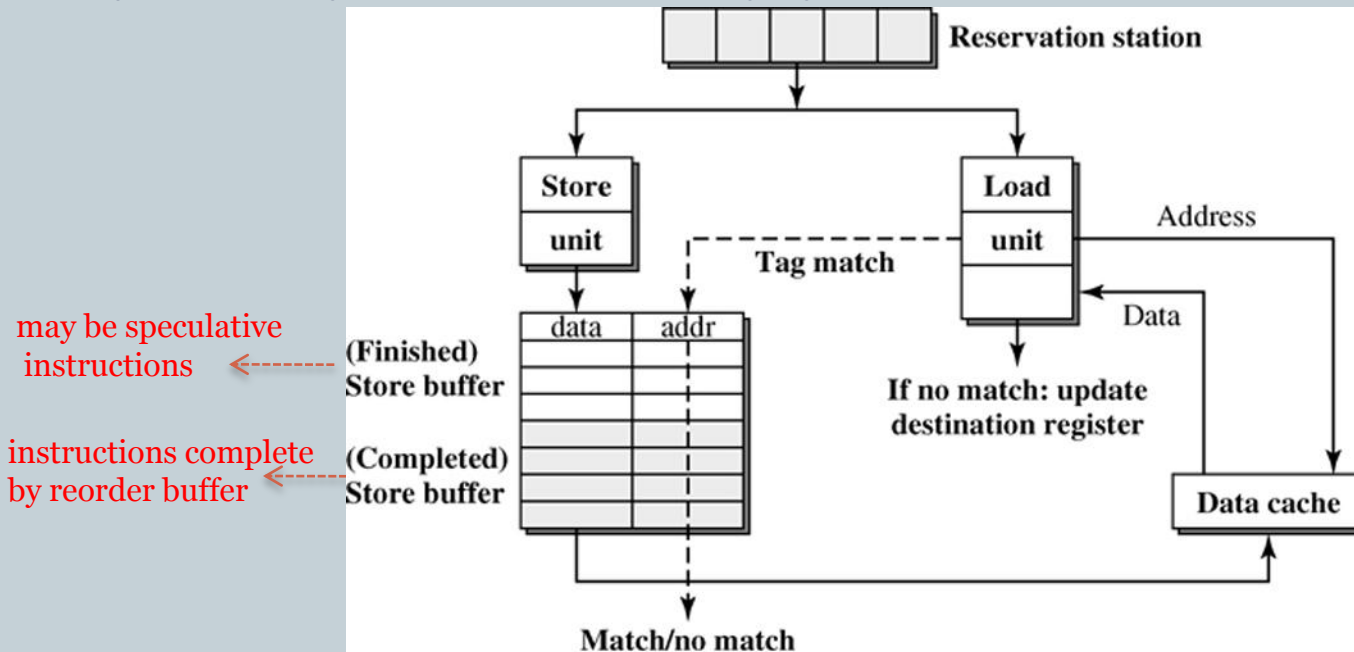 Reservation station
Store
unit
Load
unit
Address
Tag match
Data
data addr
may be speculative
instructions
(Finished)
Store buffer
If no match: update
destination register
instructions complete
by reorder buffer
(Completed)
Store buffer
Data cache
Match/no match